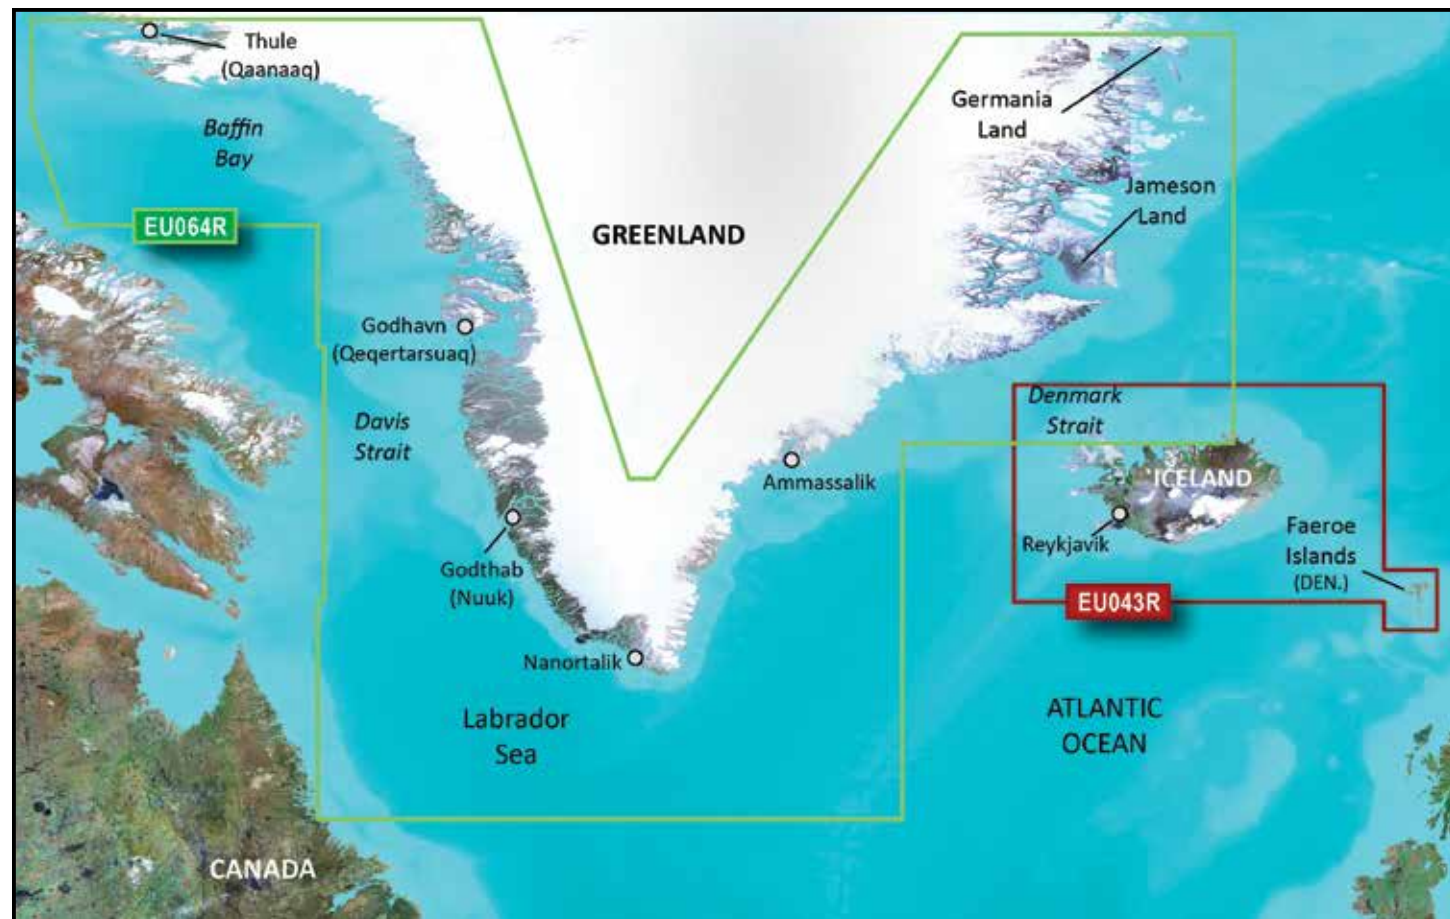 Thule
(Qaanaaq)
Baffin
Bay
EU064R
Germania
Land
Jameson
Land
GREENLAND
Godhavn
(Qeqertarsuaq)
Davis
Strait
Denmark
Strait
Ammassalik
ICELAND
Reykjavik
Faeroe
Islands
(DEN.)
Godthab
(Nuuk)
EU043R
Nanortalik
Labrador
Sea
ATLANTIC
OCEAN
CANADA